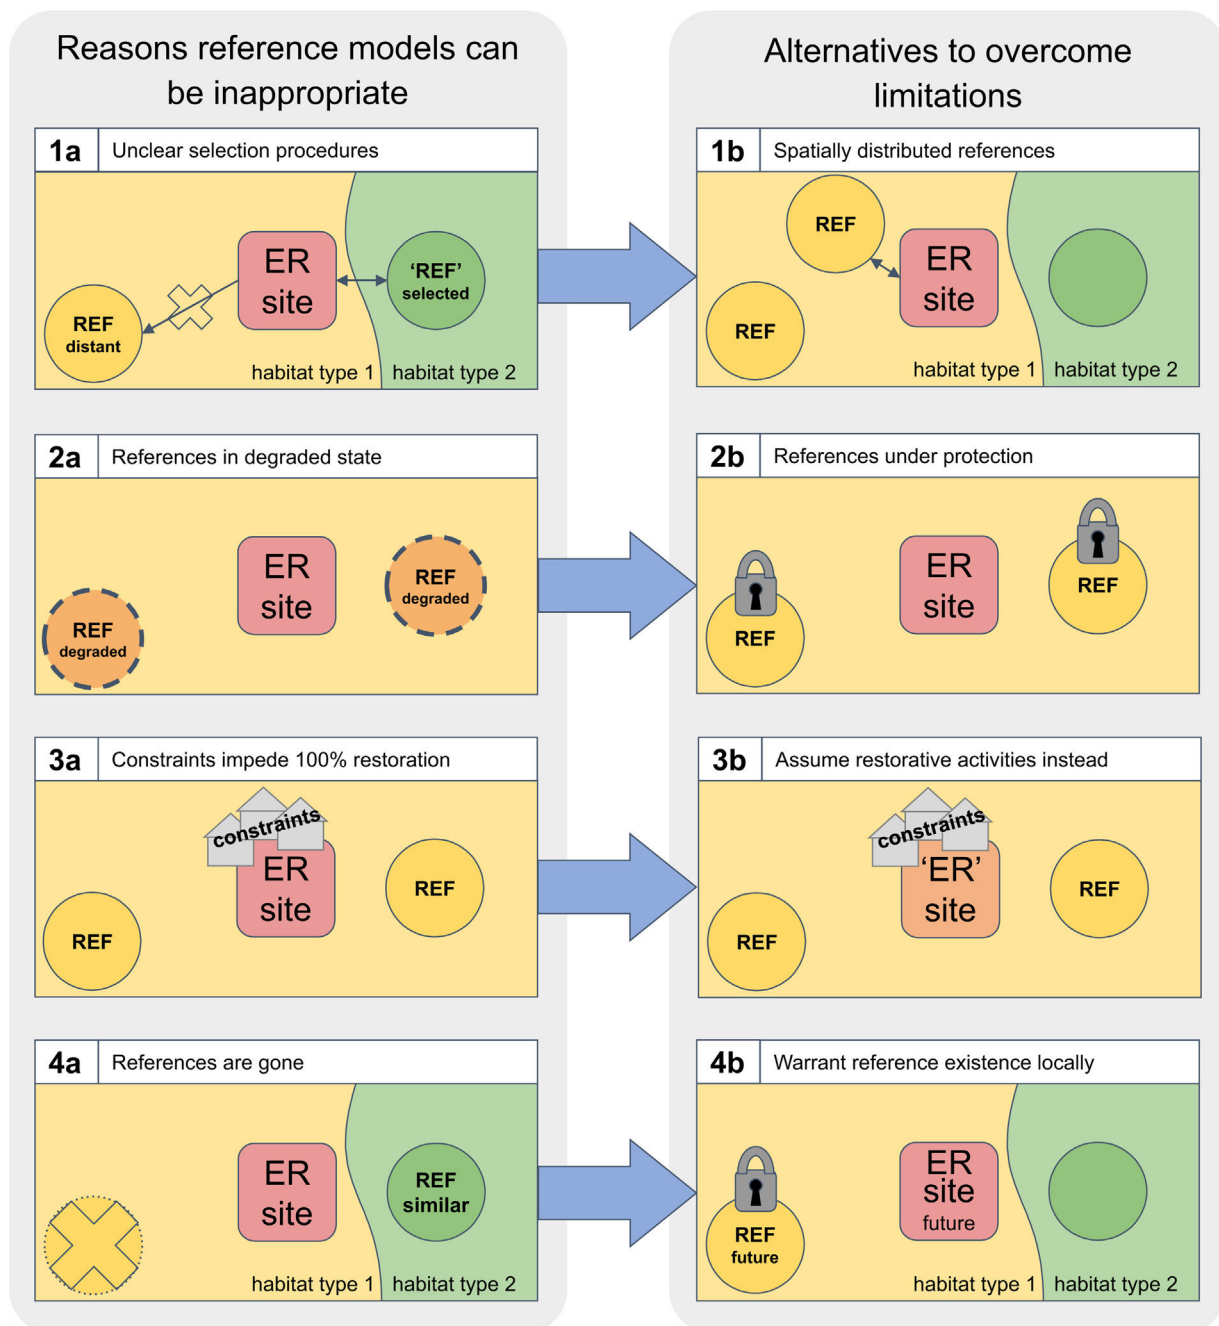 Reasons reference models can
be inappropriate
Alternatives to overcome
limitations
1a
Unclear selection procedures
REF
distant
ER
site
‘REF’
selected
habitat type 1
habitat type 2
1b
Spatially distributed references
REF
REF
ER
site
habitat type 1
habitat type 2
2a
References in degraded state
REF
degraded
ER
site
REF
degraded
2b
References under protection
REF
ER
site
REF
3a
Constraints impede 100% restoration
constraints
ER
site
REF
REF
3b
Assume restorative activities instead
constraints
‘ER’
site
REF
REF
4a
References are gone
ER
site
REF
similar
habitat type 1
habitat type 2
4b
Warrant reference existence locally
REF
future
ER
site
future
habitat type 1
habitat type 2